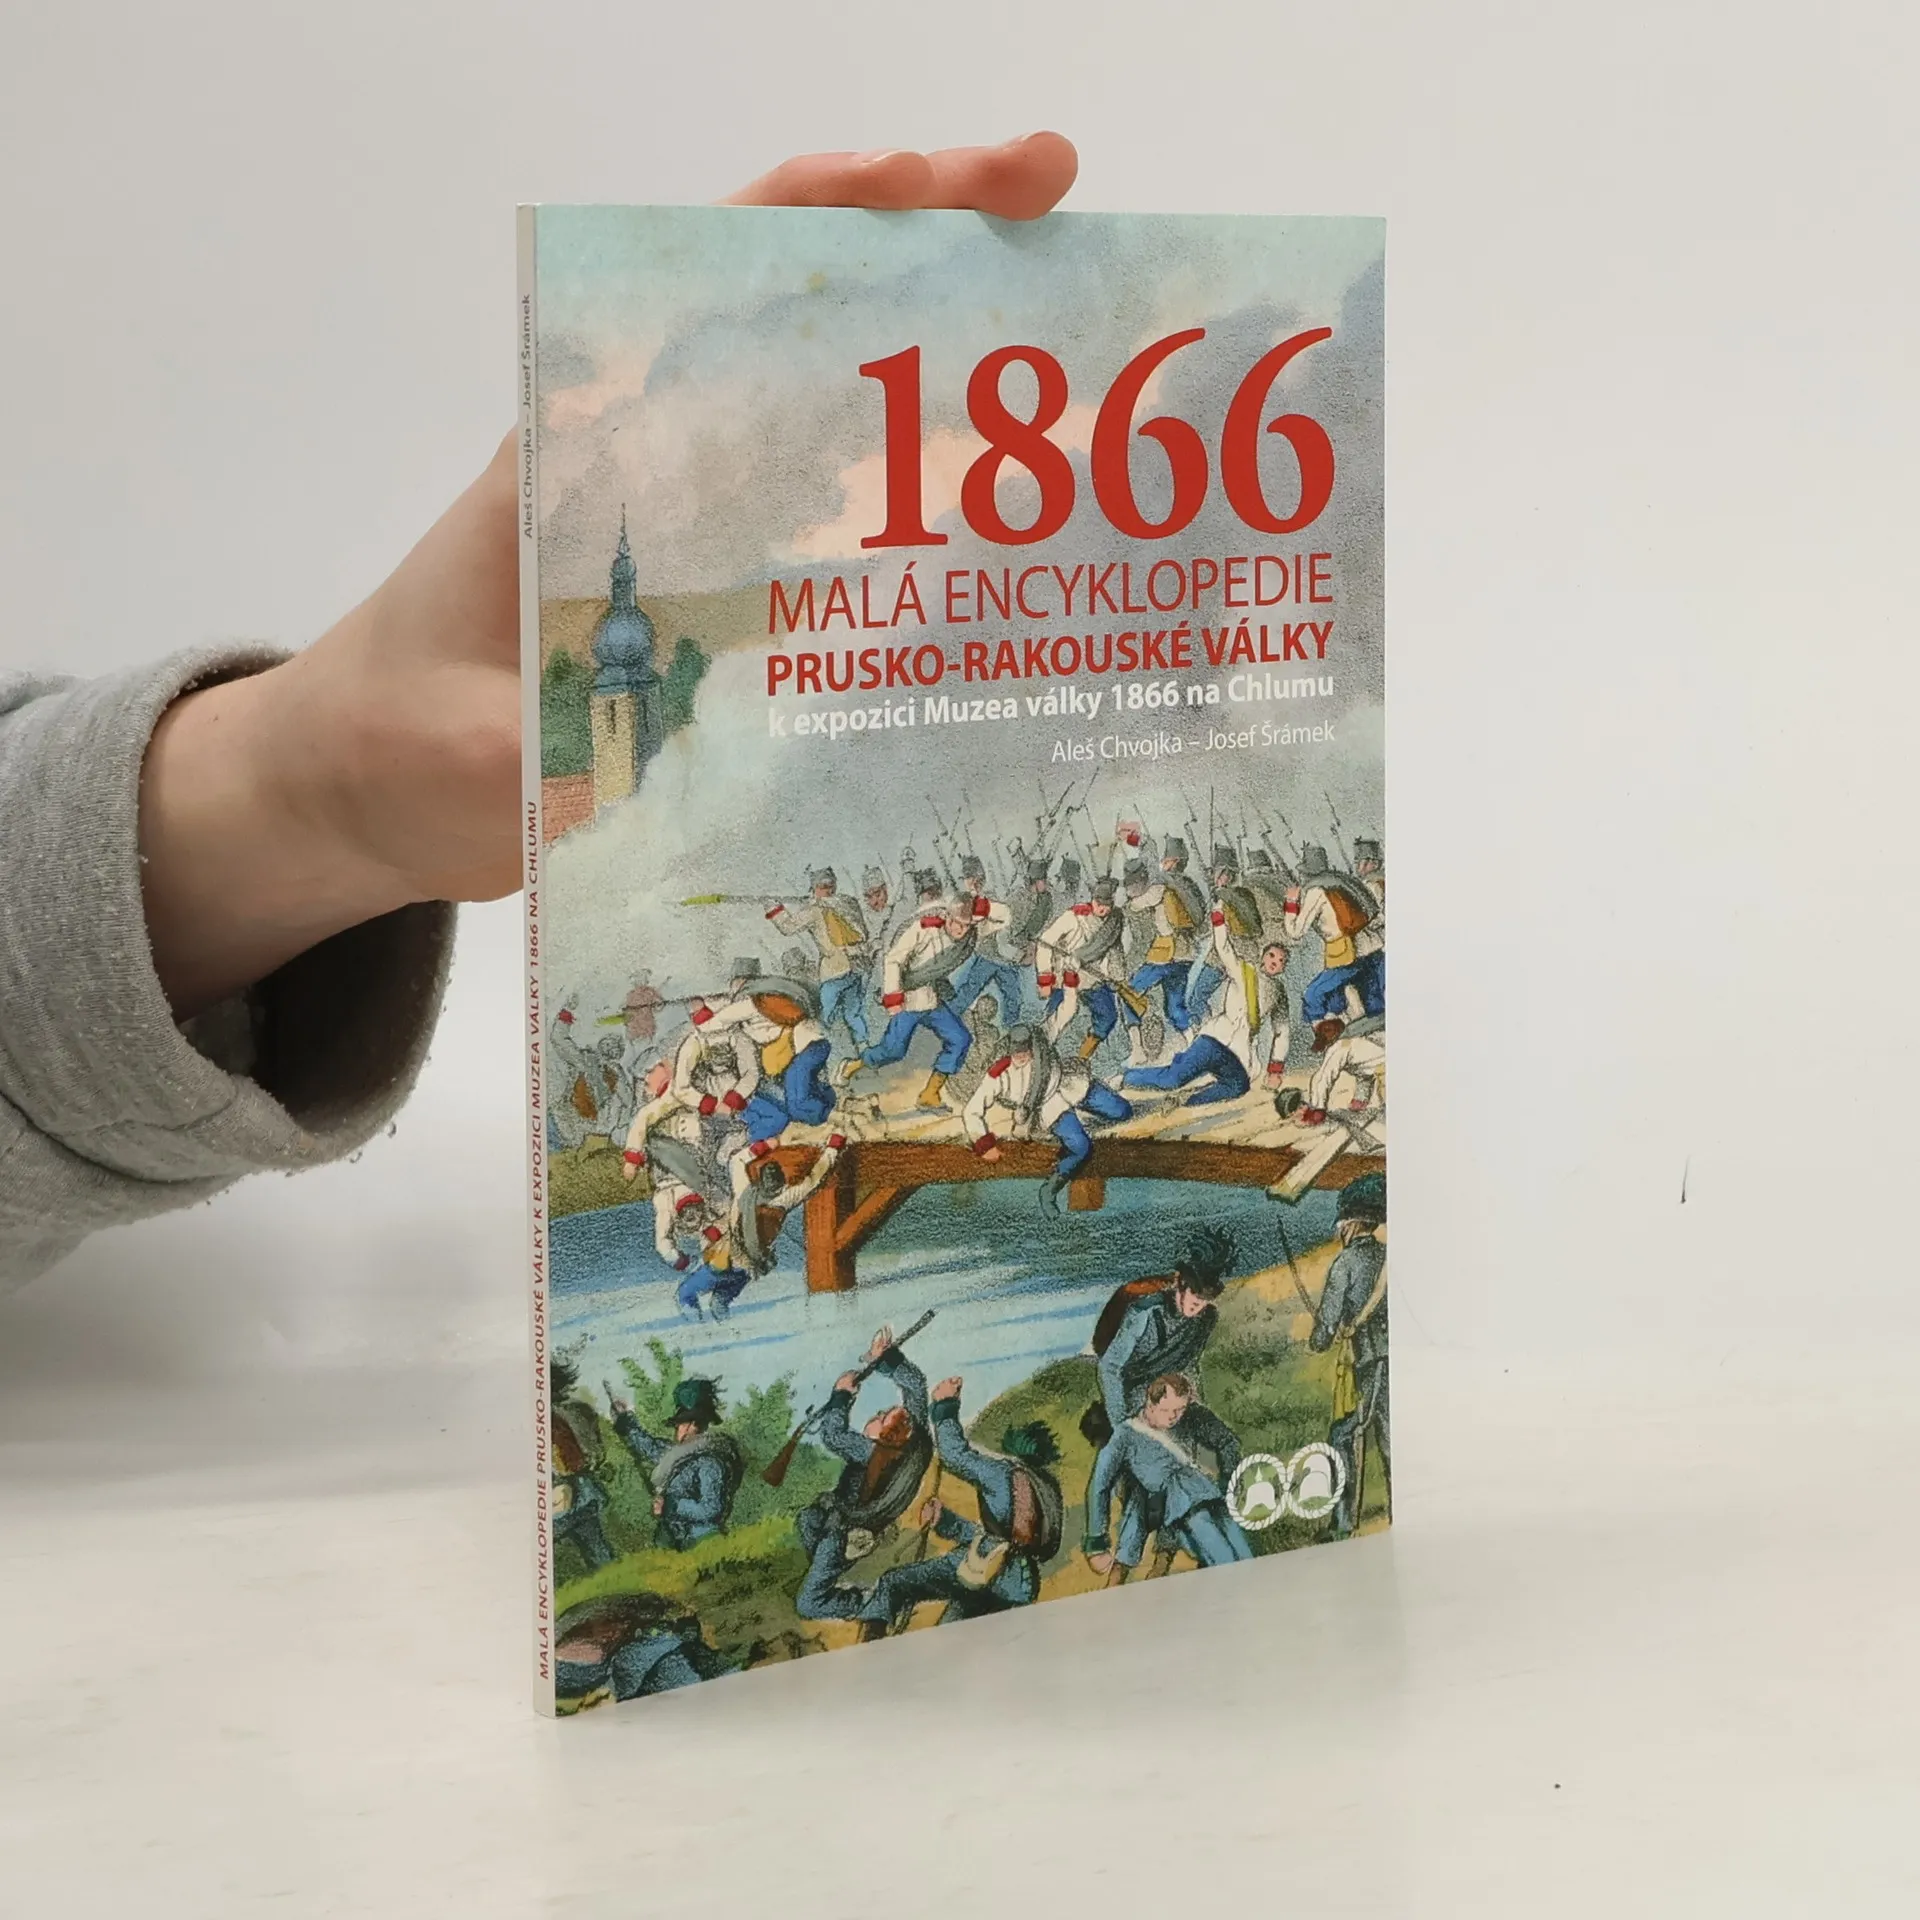 1866
MALÁ ENCYKLOPEDIE
PRUSKO-RAKOUSKÉ VÁLKY
k expozici Muzea války 1866 na Chlumu
Aleš Chvojka – Josef Šrámek
MALÁ ENCYKLOPEDIE PRUSKO-RAKOUSKÉ VÁLKY K EXPOZICI MUZEA VÁLKY 1866 NA CHLUMU
Aleš Chvojka – Josef Šrámek